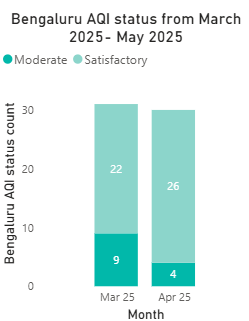 Bengaluru AQI status from March
2025- May 2025
Moderate Satisfactory
Bengaluru AQI status count
30
20
10
0
22
9
26
4
Mar 25 Apr 25
Month